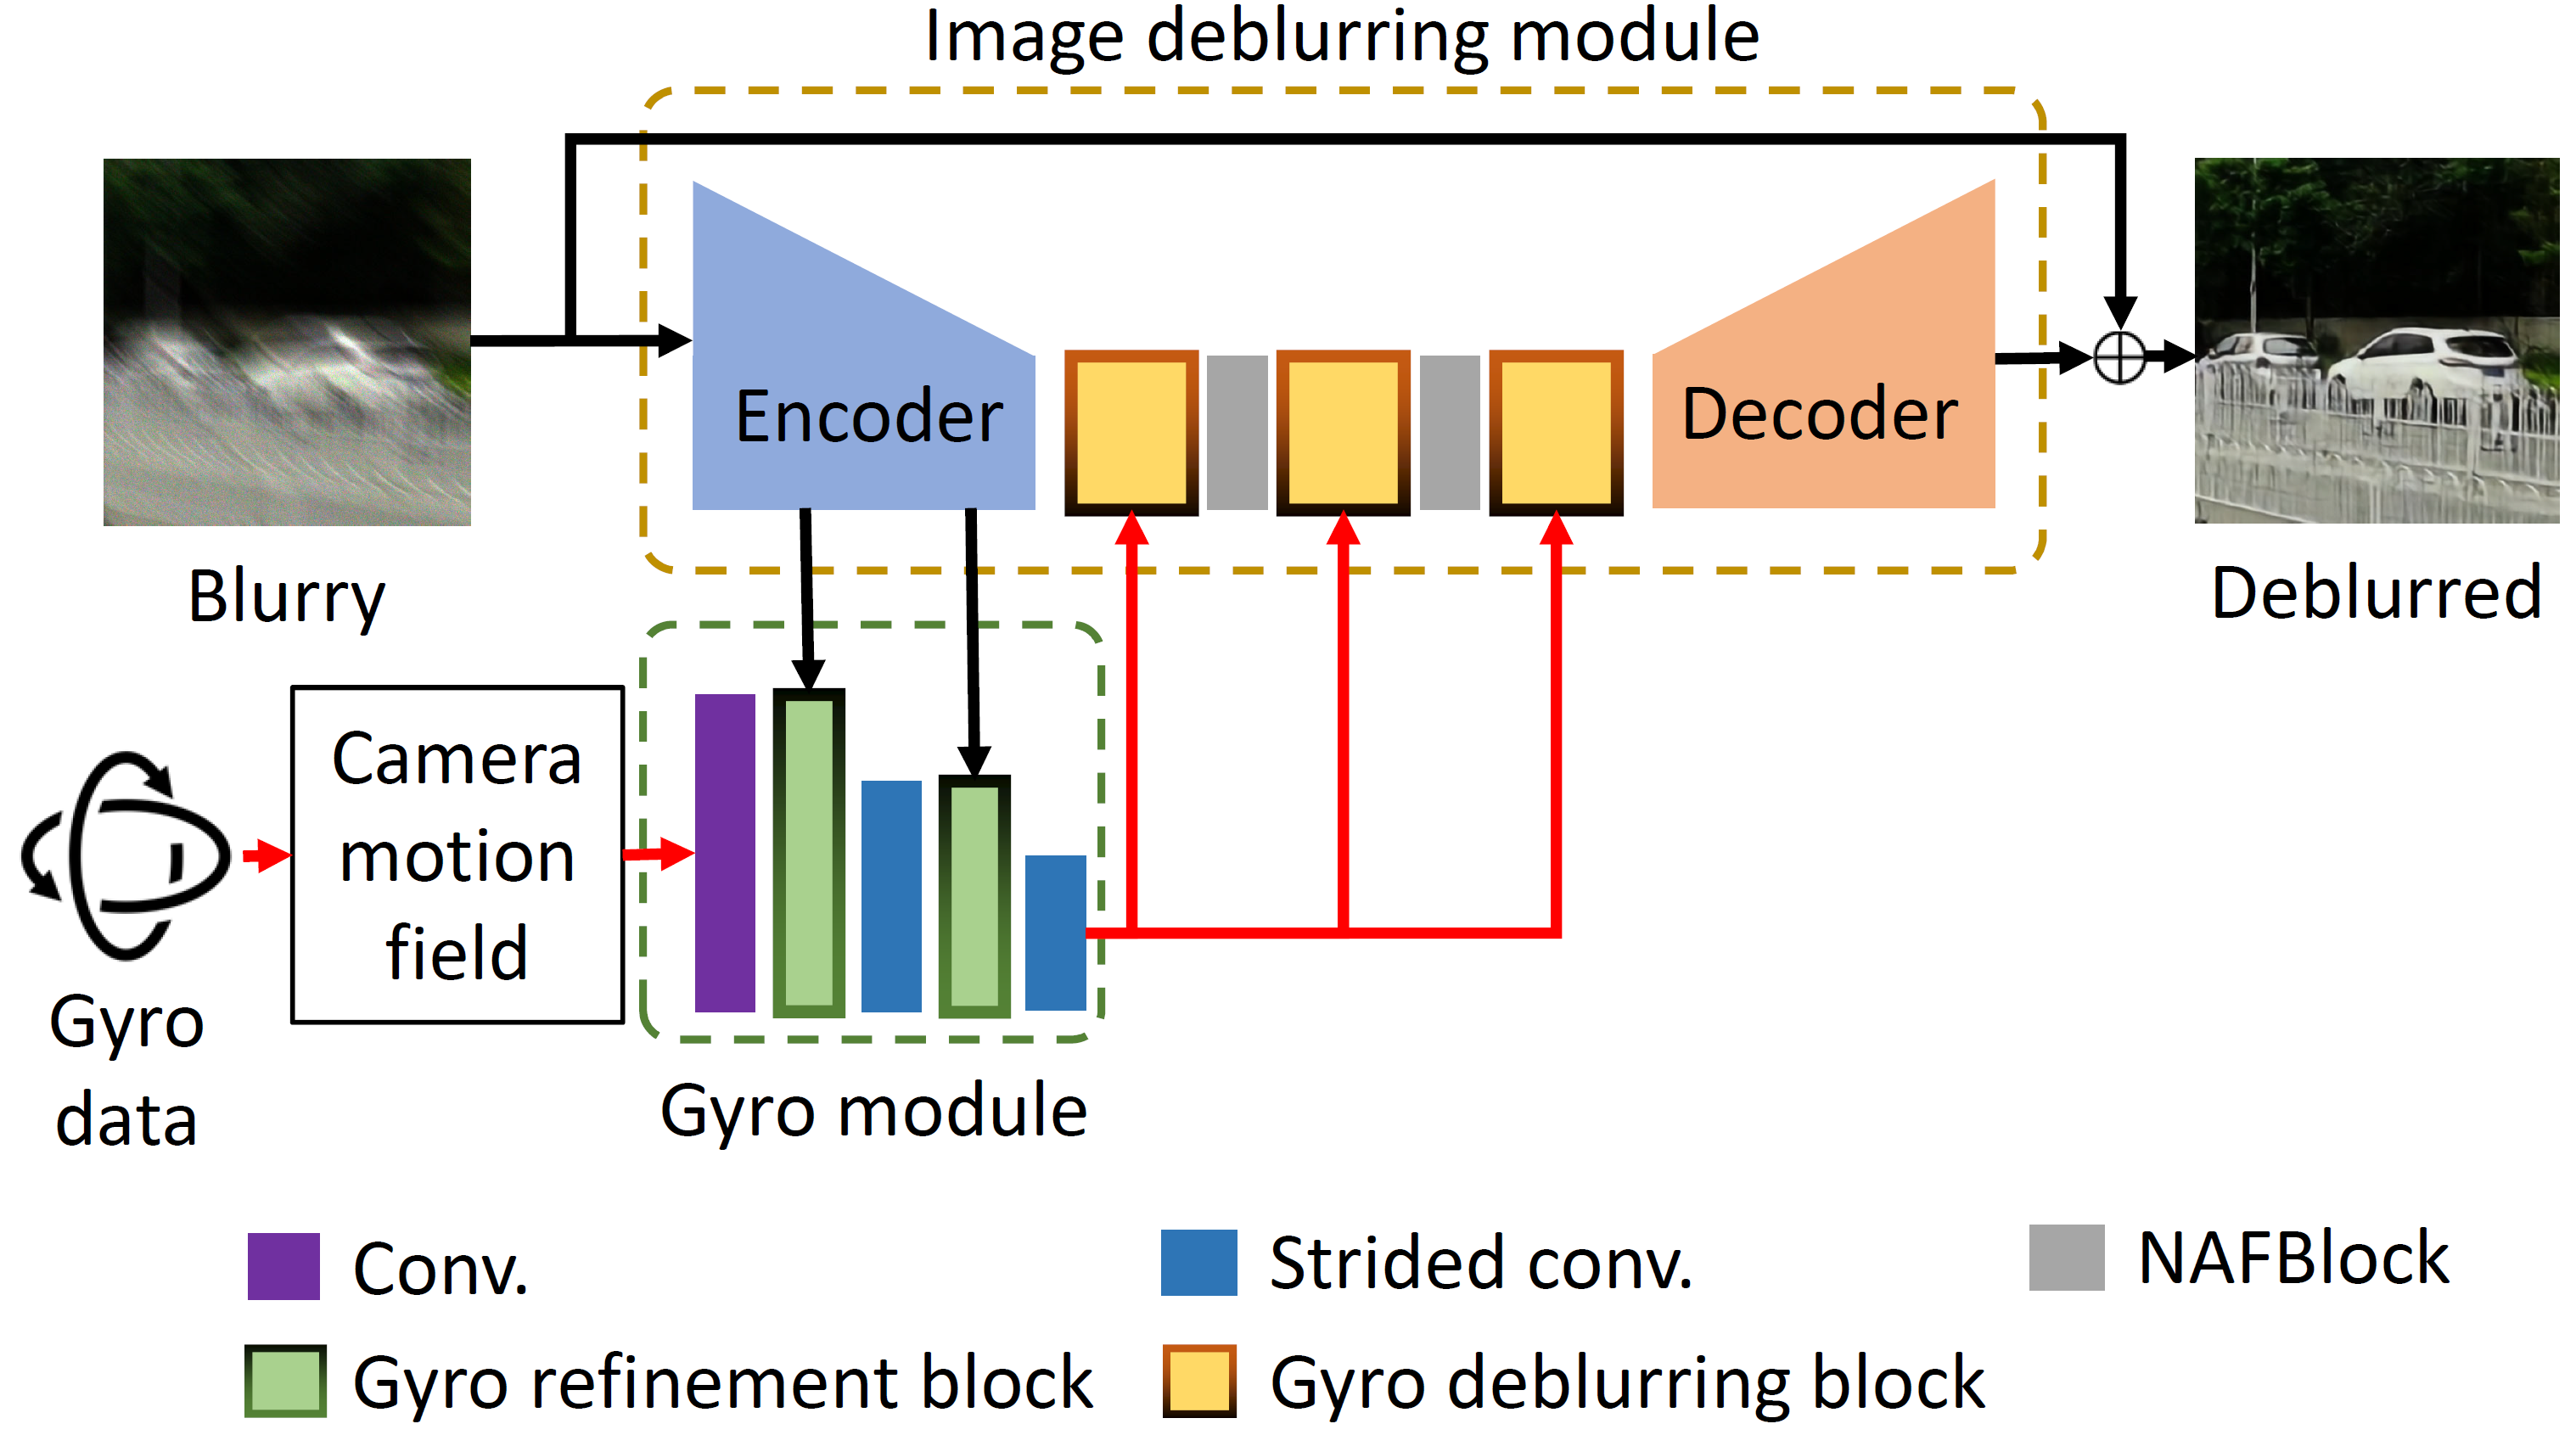 Image deblurring module
Encoder
Decoder
Blurry
Deblurred
Camera
motion
field
Gyro
data
Gyro module
Conv.
Strided conv.
NAFBlock
Gyro refinement block
Gyro deblurring block